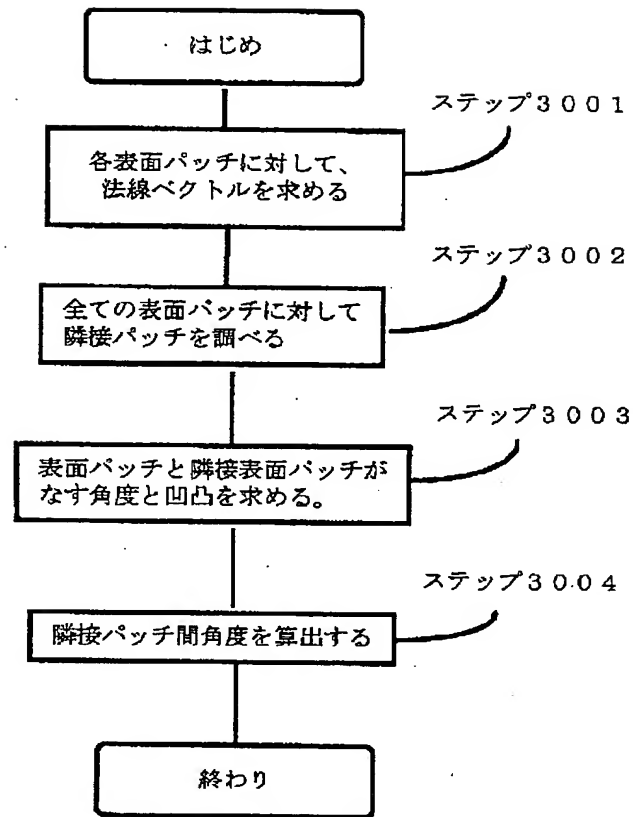 はじめ
ステップ3001
各表面パッチに対して、
法線ベクトルを求める
ステップ3002
全ての表面パッチに対して
隣接パッチを調べる
ステップ3003
表面パッチと隣接表面パッチが
なす角度と凹凸を求める。
ステップ3004
隣接パッチ間角度を算出する
終わり